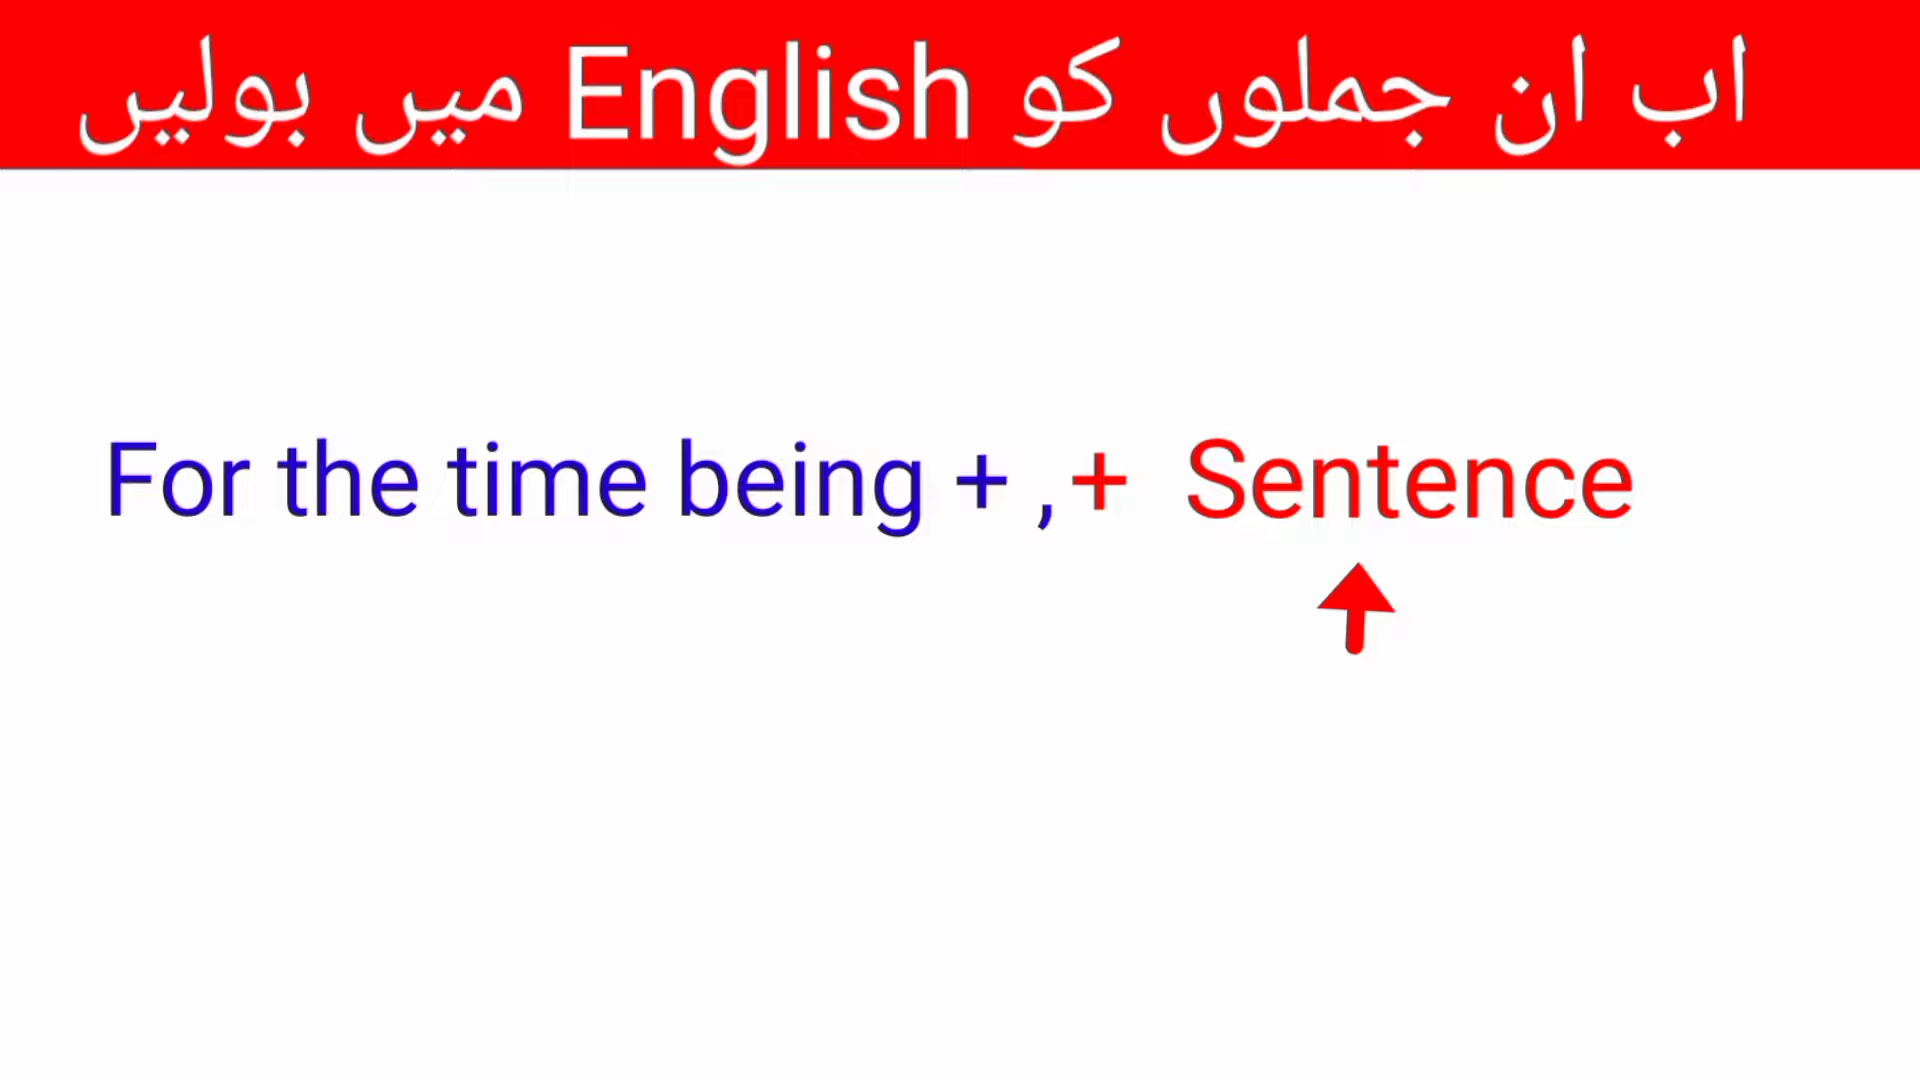 اب ان جملوں کو English میں بولیں
For the time being + , + Sentence